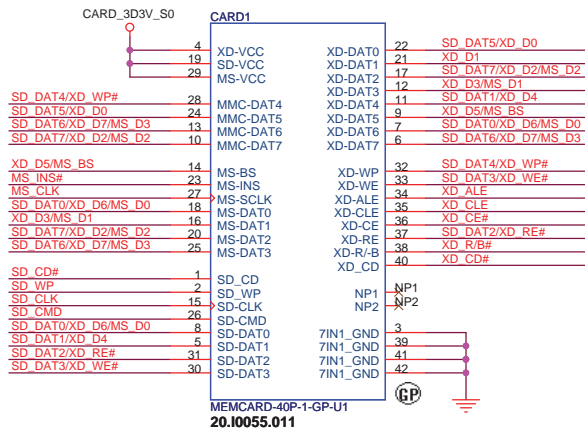 CARD_3D3V_S0
CARD1
4 XD-VCC XD-DAT0 22 SD_DAT5/XD_D0
19 SD-VCC XD-DAT1 21 XD_D1
29 MS-VCC XD-DAT2 17 SD_DAT7/XD_D2/MS_D2
XD-DAT3 12 XD_D3/MS_D1
SD_DAT4/XD_WP# 28 MMC-DAT4 XD-DAT4 11 SD_DAT1/XD_D4
SD_DAT5/XD_D0 24 MMC-DAT5 XD-DAT5 9 XD_D5/MS_BS
SD_DAT6/XD_D7/MS_D3 13 MMC-DAT6 XD-DAT6 7 SD_DAT0/XD_D6/MS_D0
SD_DAT7/XD_D2/MS_D2 10 MMC-DAT7 XD-DAT7 6 SD_DAT6/XD_D7/MS_D3
XD_D5/MS_BS 14 MS-BS XD-WP 32 SD_DAT4/XD_WP#
MS_INS# 23 MS-INS XD-WE 33 SD_DAT3/XD_WE#
MS_CLK 27 MS-SCLK XD-ALE 34 XD_ALE
SD_DAT0/XD_D6/MS_D0 18 MS-DAT0 XD-CLE 35 XD_CLE
XD_D3/MS_D1 16 MS-DAT1 XD-CE 36 XD_CE#
SD_DAT7/XD_D2/MS_D2 20 MS-DAT2 XD-RE 37 SD_DAT2/XD_RE#
SD_DAT6/XD_D7/MS_D3 25 MS-DAT3 XD-R/-B 38 XD_R/B#
XD_CD 40 XD_CD#
SD_CD# 1 SD_CD
SD_WP 2 SD_WP NP1 NP1
SD_CLK 15 SD-CLK NP2 NP2
SD_CMD 26 SD-CMD
SD_DAT0/XD_D6/MS_D0 8 SD-DAT0 7IN1_GND 3
SD_DAT1/XD_D4 5 SD-DAT1 7IN1_GND 39
SD_DAT2/XD_RE# 31 SD-DAT2 7IN1_GND 41
SD_DAT3/XD_WE# 30 SD-DAT3 7IN1_GND 42
GP
MEMCARD-40P-1-GP-U1
20.I0055.011